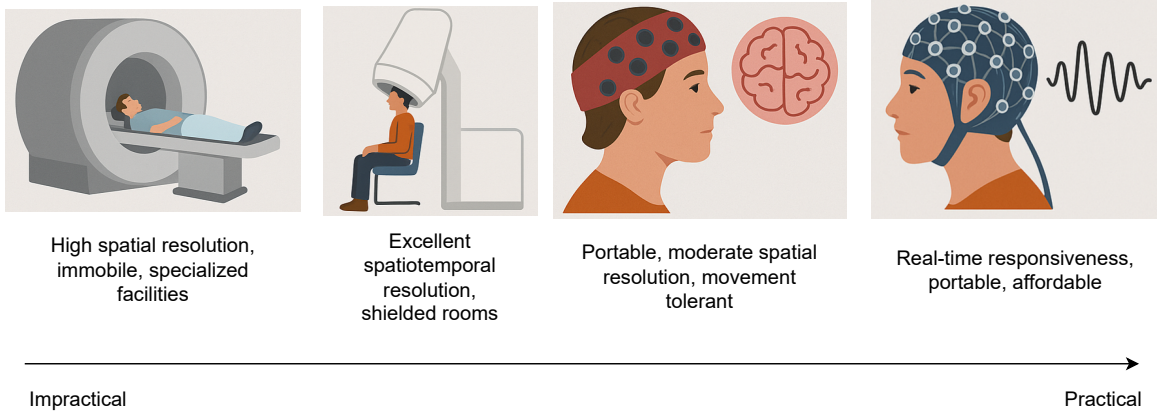 High spatial resolution,
immobile, specialized
facilities
Excellent
spatiotemporal
resolution,
shielded rooms
Portable, moderate spatial
resolution, movement
tolerant
Real-time responsiveness,
portable, affordable
Impractical
Practical